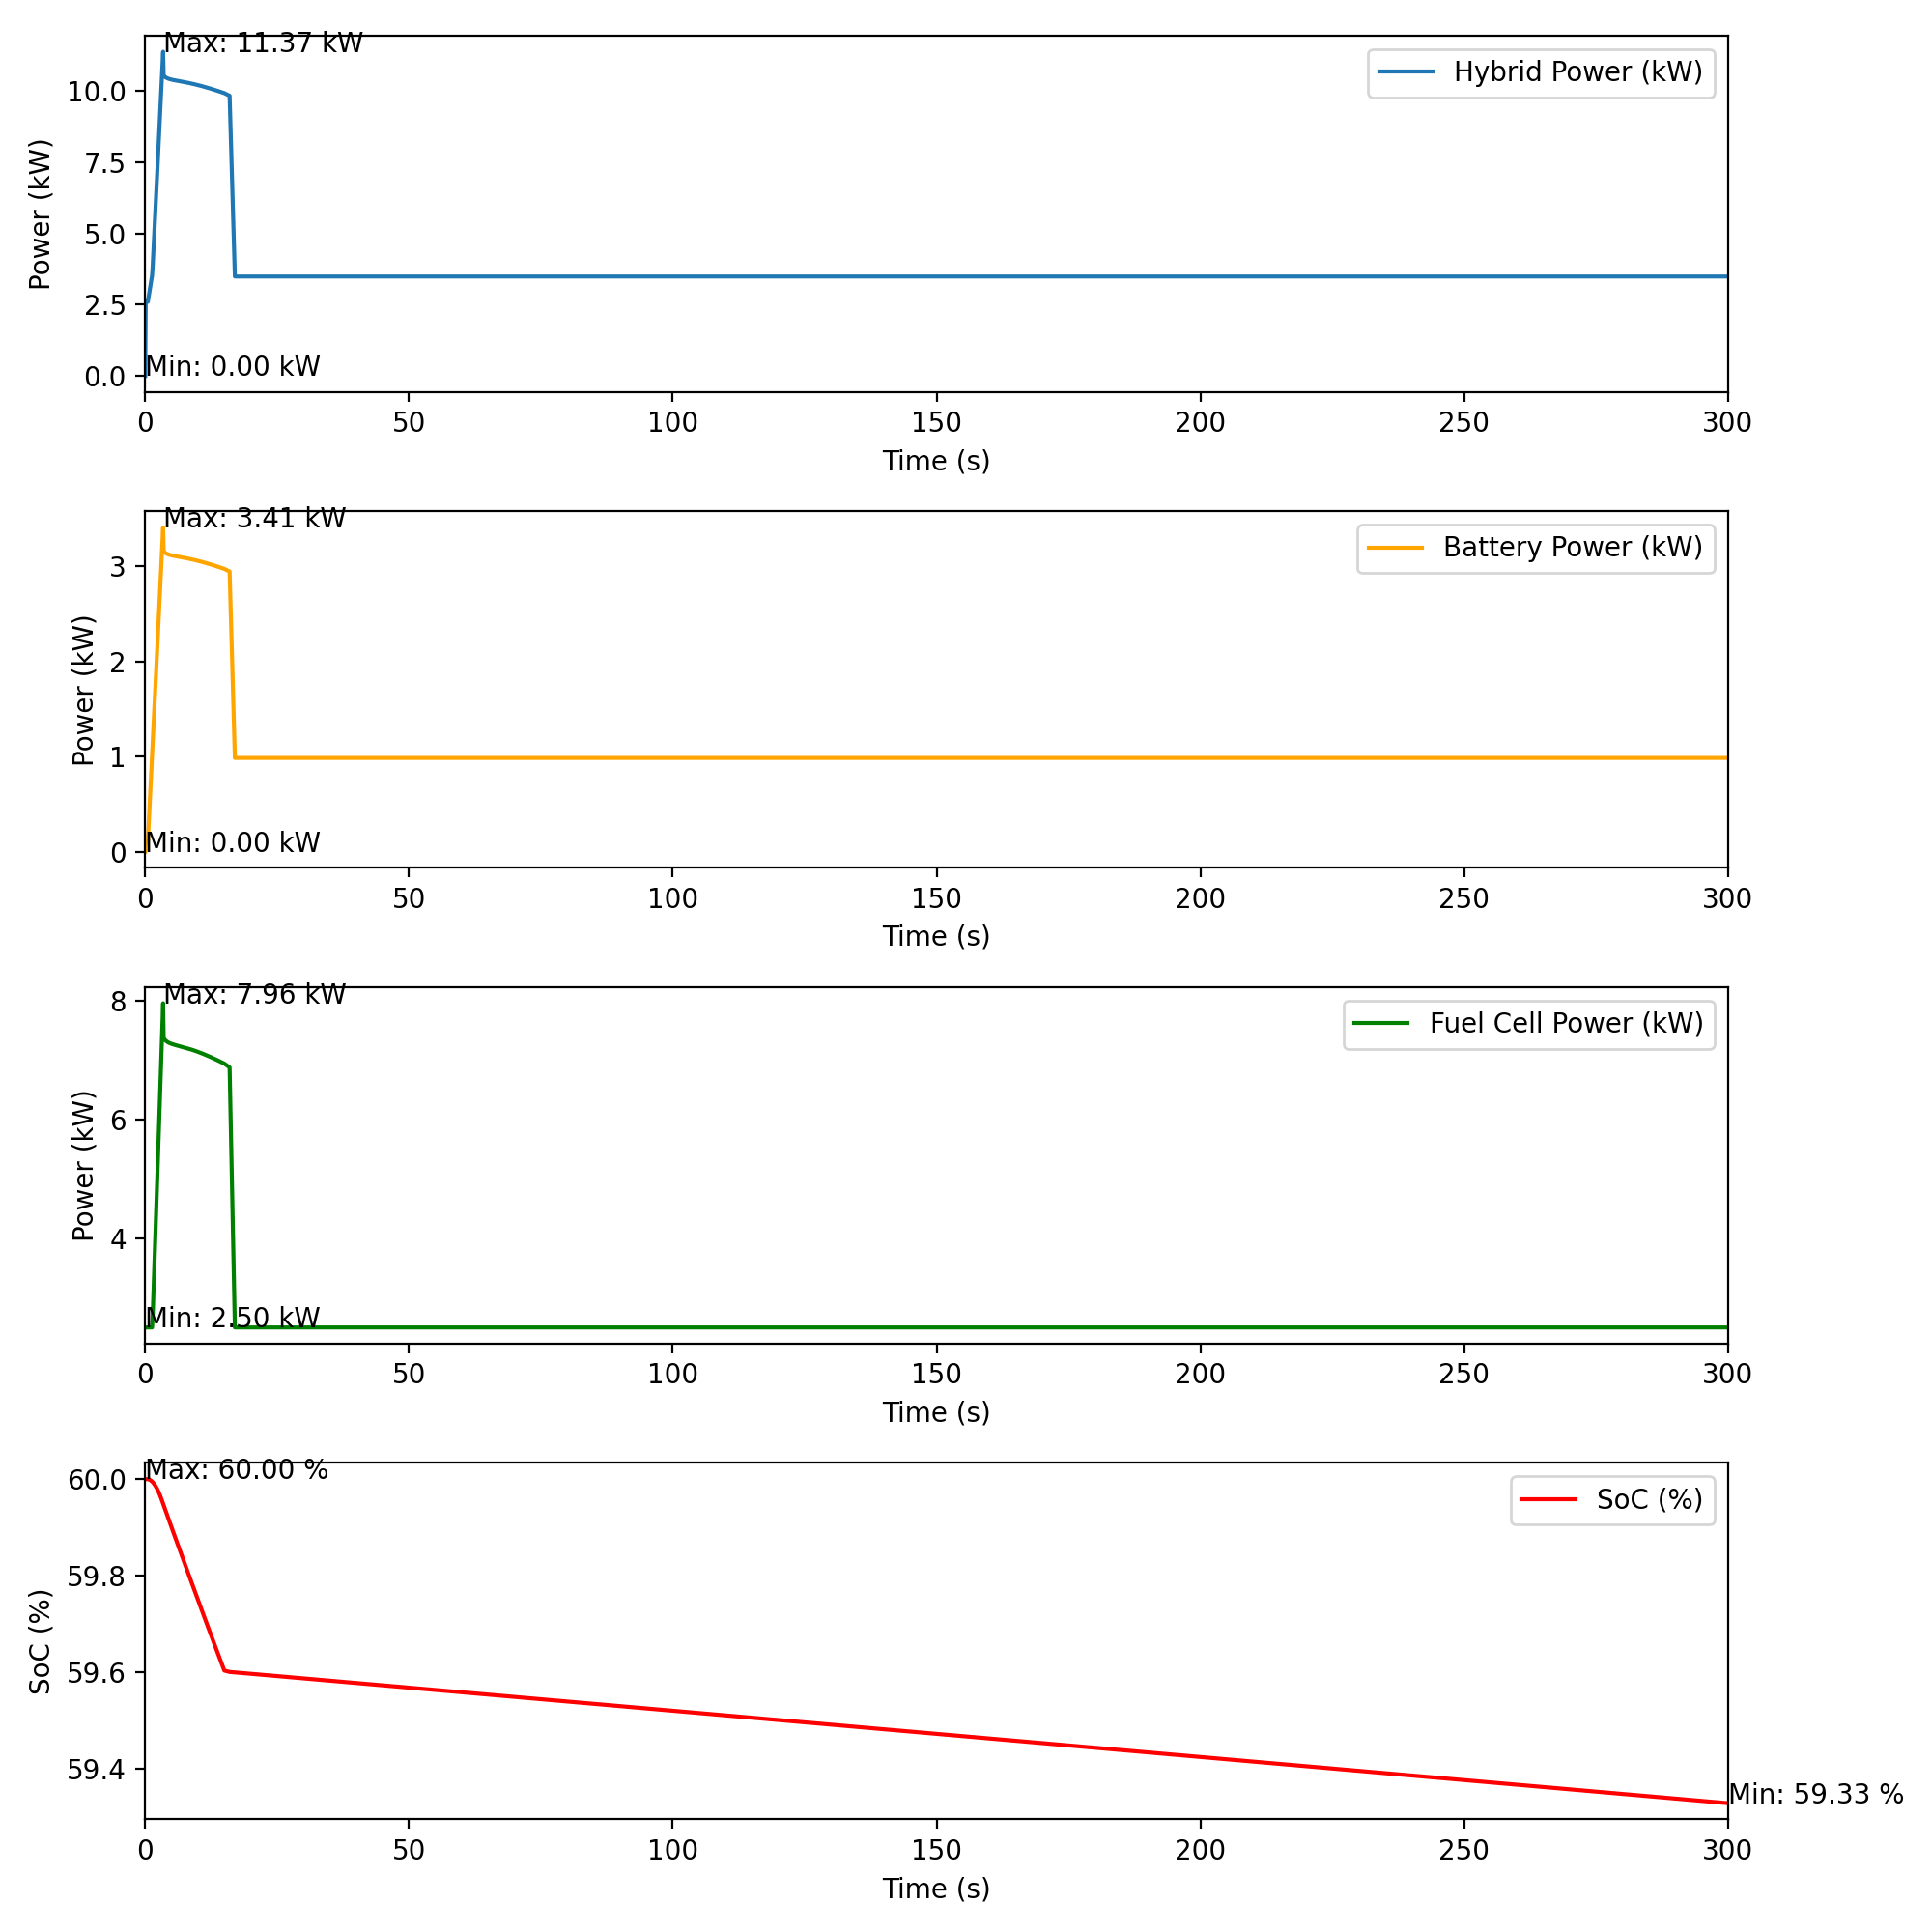 Max: 11.37 kW
Hybrid Power (kW)
10.0
7.5
5.0
2.5
0.0
Power (kW)
Min: 0.00 kW
0 50 100 150 200 250 300
Time (s)
Max: 3.41 kW
Battery Power (kW)
3
2
1
0
Power (kW)
Min: 0.00 kW
0 50 100 150 200 250 300
Time (s)
Max: 7.96 kW
Fuel Cell Power (kW)
8
6
4
Power (kW)
Min: 2.50 kW
0 50 100 150 200 250 300
Time (s)
Max: 60.00 %
SoC (%)
60.0
59.8
59.6
59.4
SoC (%)
Min: 59.33 %
0 50 100 150 200 250 300
Time (s)